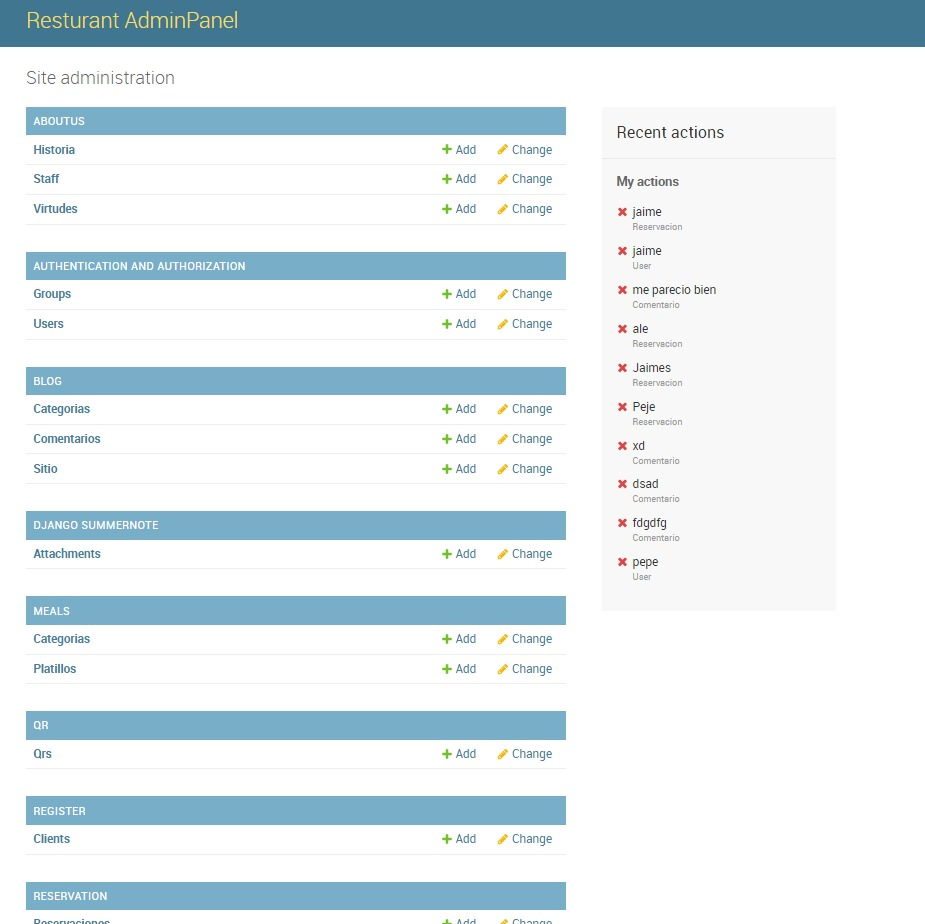 Resturant AdminPanel
Site administration
ABOUTUS
Historia Add Change
Staff Add Change
Virtudes Add Change
AUTHENTICATION AND AUTHORIZATION
Groups Add Change
Users Add Change
BLOG
Categorias Add Change
Comentarios Add Change
Sitio Add Change
DJANGO SUMMERNOTE
Attachments Add Change
MEALS
Categorias Add Change
Platillos Add Change
QR
Qrs Add Change
REGISTER
Clients Add Change
RESERVATION
Reservaciones Add Change
Recent actions
My actions
jaime
Reservacion
jaime
User
me parecio bien
Comentario
ale
Reservacion
Jaimes
Reservacion
Peje
Reservacion
xd
Comentario
dsad
Comentario
fdgdfg
Comentario
pepe
User